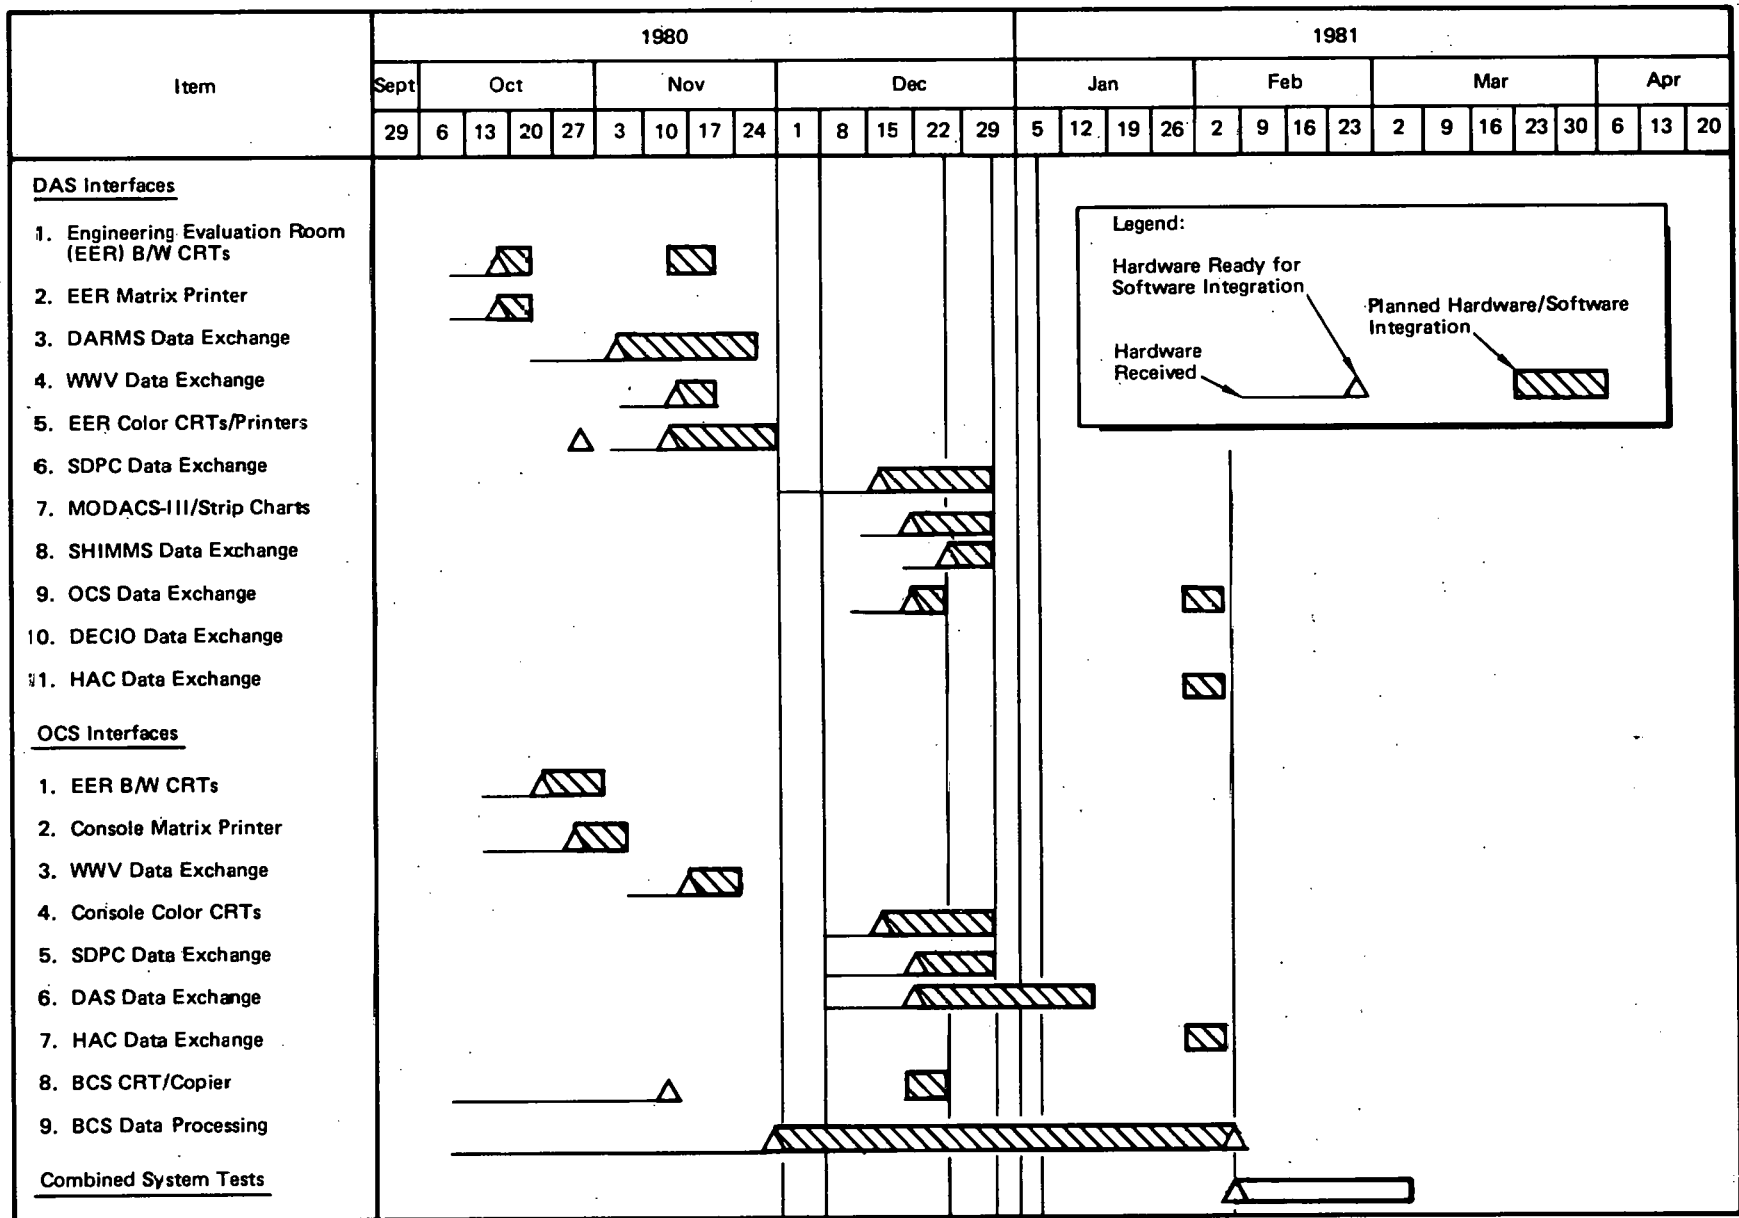 1980 1981
Item Sept Oct Nov Dec Jan Feb Mar Apr
29 6 13 20 27 3 10 17 24 1 8 15 22 29 5 12 19 26 2 9 16 23 2 9 16 23 30 6 13 20
DAS Interfaces
1. Engineering Evaluation Room
(EER) B/W CRTs
2. EER Matrix Printer
3. DARMS Data Exchange
4. WWV Data Exchange
5. EER Color CRTs/Printers
6. SDPC Data Exchange
7. MODACS-III/Strip Charts
8. SHIMMS Data Exchange
9. OCS Data Exchange
10. DECIO Data Exchange
11. HAC Data Exchange
OCS Interfaces
1. EER B/W CRTs
2. Console Matrix Printer
3. WWV Data Exchange
4. Console Color CRTs
5. SDPC Data Exchange
6. DAS Data Exchange
7. HAC Data Exchange
8. BCS CRT/Copier
9. BCS Data Processing
Combined System Tests
Legend:
Hardware Ready for
Software Integration
Planned Hardware/Software
Integration
Hardware
Received